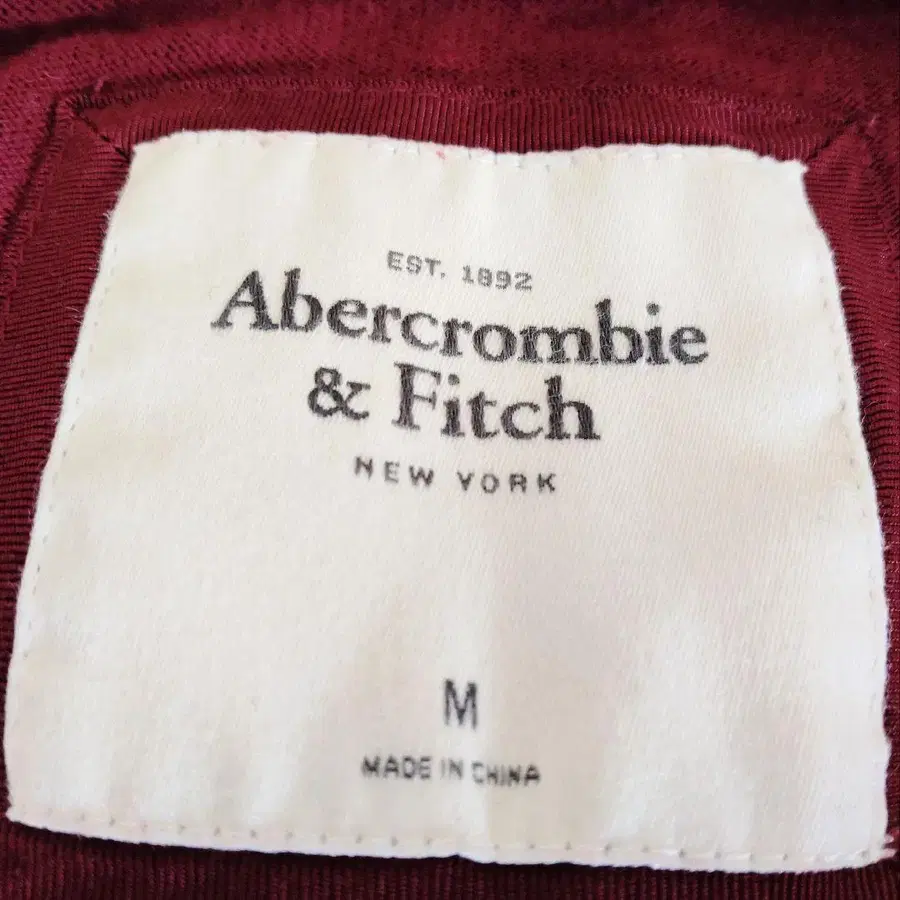 EST. 1892
Abercrombie
& Fitch
NEW YORK
M
MADE IN CHINA